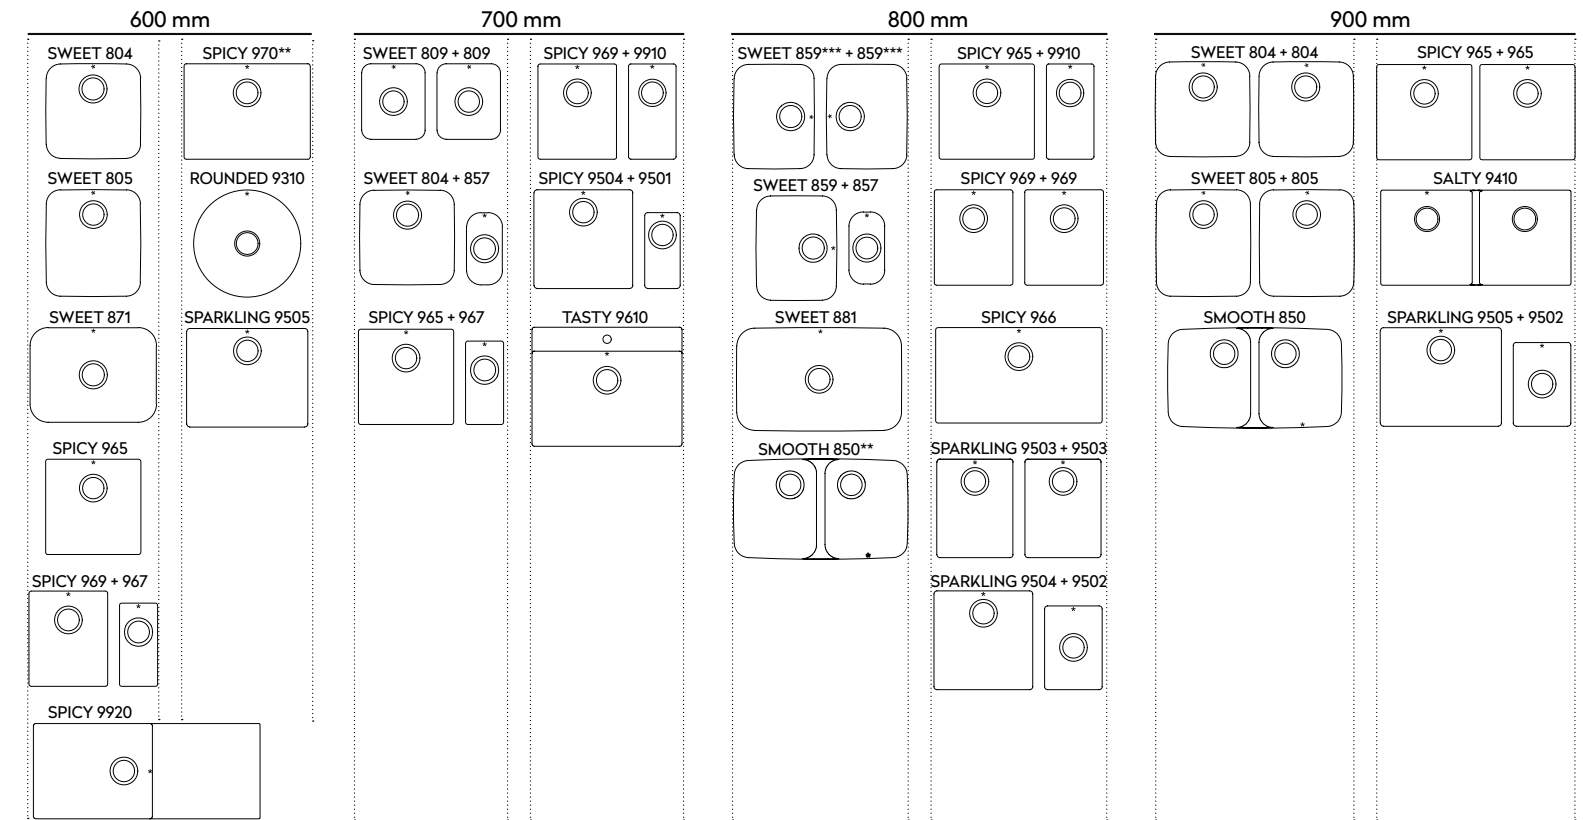 600 mm
SWEET 804
SPICY 970**
SWEET 805
ROUNDED 9310
SWEET 871
SPARKLING 9505
SPICY 965
SPICY 969 + 967
SPICY 9920
700 mm
SWEET 809 + 809
SPICY 969 + 9910
SWEET 804 + 857
SPICY 9504 + 9501
SPICY 965 + 967
TASTY 9610
800 mm
SWEET 859*** + 859***
SPICY 965 + 9910
SWEET 859 + 857
SPICY 969 + 969
SWEET 881
SPICY 966
SMOOTH 850**
SPARKLING 9503 + 9503
SPARKLING 9504 + 9502
900 mm
SWEET 804 + 804
SPICY 965 + 965
SWEET 805 + 805
SALTY 9410
SMOOTH 850
SPARKLING 9505 + 9502